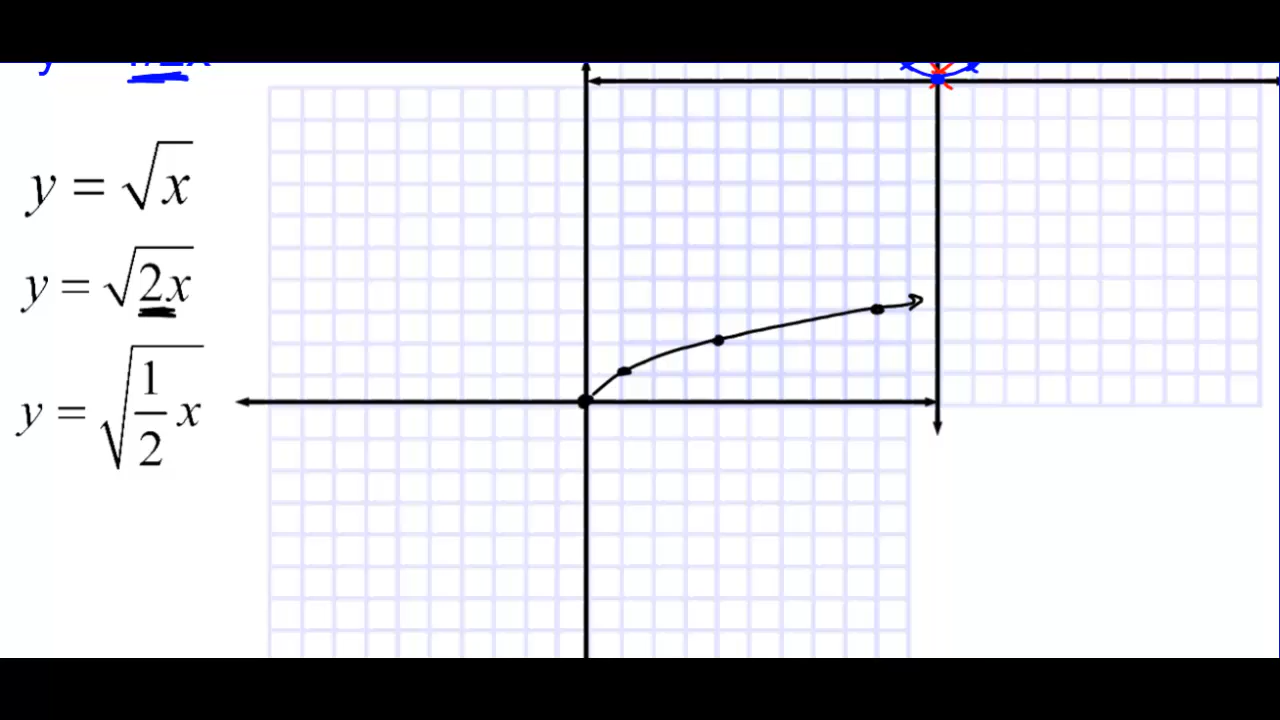 y = √x
y = √2x
y = √1/2 x